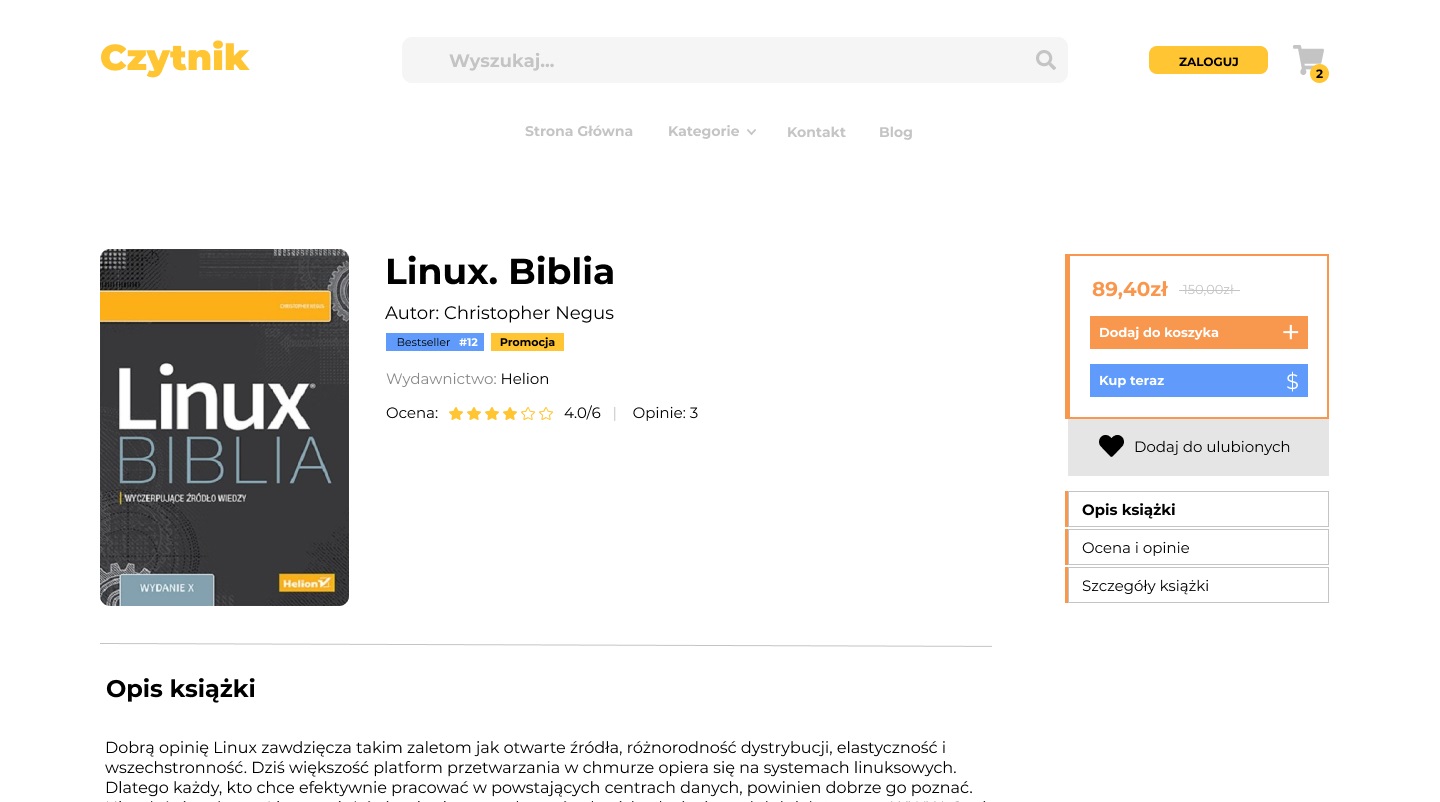 Czytnik
Wyszukaj...
ZALOGUJ
2
Strona Główna
Kategorie
Kontakt
Blog
CHRISTOPHER NEGUS
Linux
BIBLIA
WYCZERPUJĄCE ŹRÓDŁO WIEDZY
WYDANIE X
Helion
Linux. Biblia
Autor: Christopher Negus
Bestseller #12
Promocja
Wydawnictwo: Helion
Ocena: 4.0/6 | Opinie: 3
89,40zł 150,00zł
Dodaj do koszyka
Kup teraz $
Dodaj do ulubionych
Opis książki
Ocena i opinie
Szczegóły książki
Opis książki
Dobrą opinię Linux zawdzięcza takim zaletom jak otwarte źródła, różnorodność dystrybucji, elastyczność i
wszechstronność. Dziś większość platform przetwarzania w chmurze opiera się na systemach linuksowych.
Dlatego każdy, kto chce efektywnie pracować w powstających centrach danych, powinien dobrze go poznać.